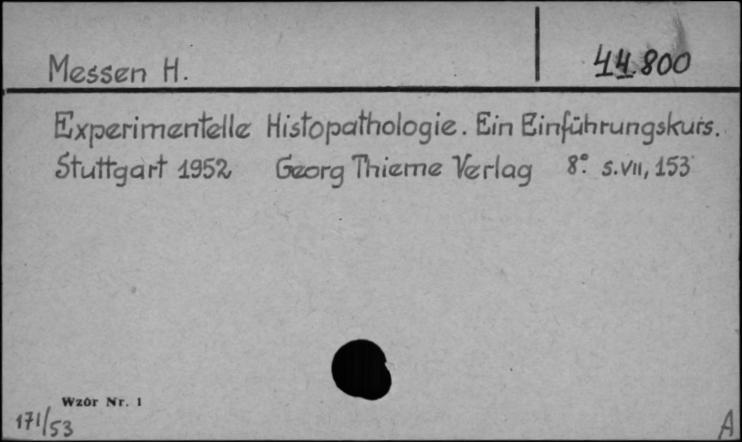 Messen H.
44.800
Experimentelle Histopathologie. Ein Einführungskurs.
Stuttgart 1952 Georg Thieme Verlag 8° s.VII, 153
Wzór Nr. 1
171/53
A